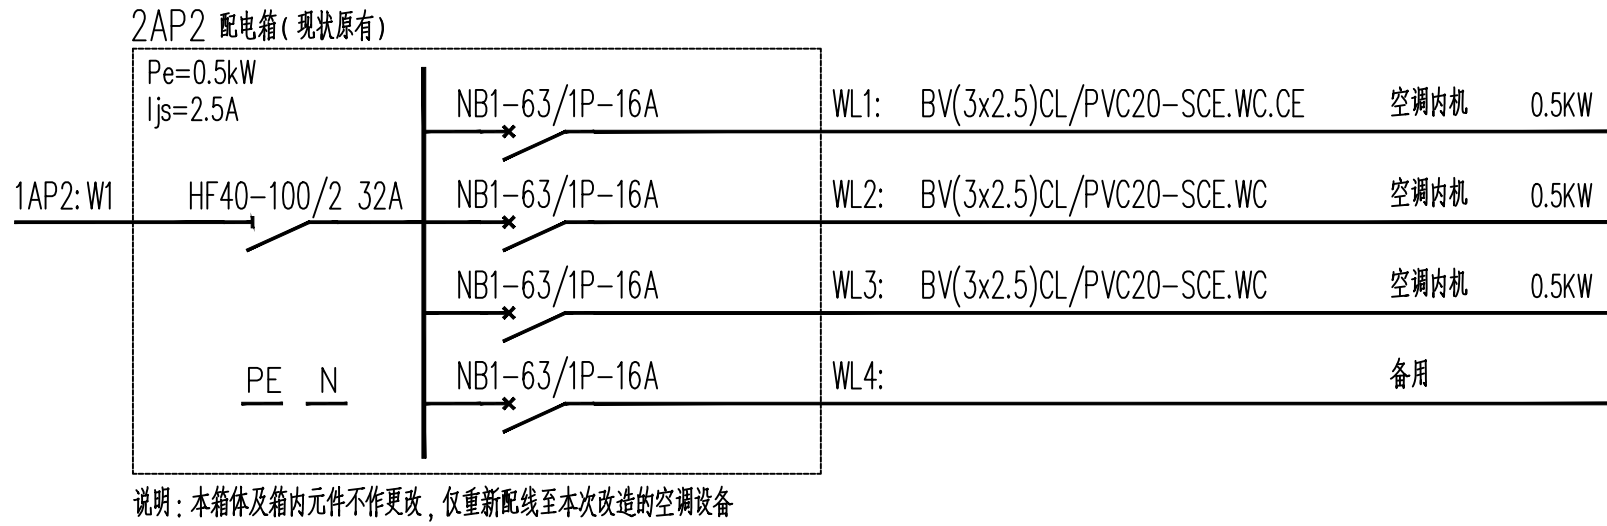 2AP2 配电箱(现状原有)
Pe=0.5kW
Ijs=2.5A
NB1-63/1P-16A WL1: BV(3x2.5)CL/PVC20-SCE.WC.CE 空调内机 0.5KW
1AP2:W1 HF40-100/2 32A NB1-63/1P-16A WL2: BV(3x2.5)CL/PVC20-SCE.WC 空调内机 0.5KW
NB1-63/1P-16A WL3: BV(3x2.5)CL/PVC20-SCE.WC 空调内机 0.5KW
PE N NB1-63/1P-16A WL4: 备用
说明:本箱体及箱内元件不作更改,仅重新配线至本次改造的空调设备